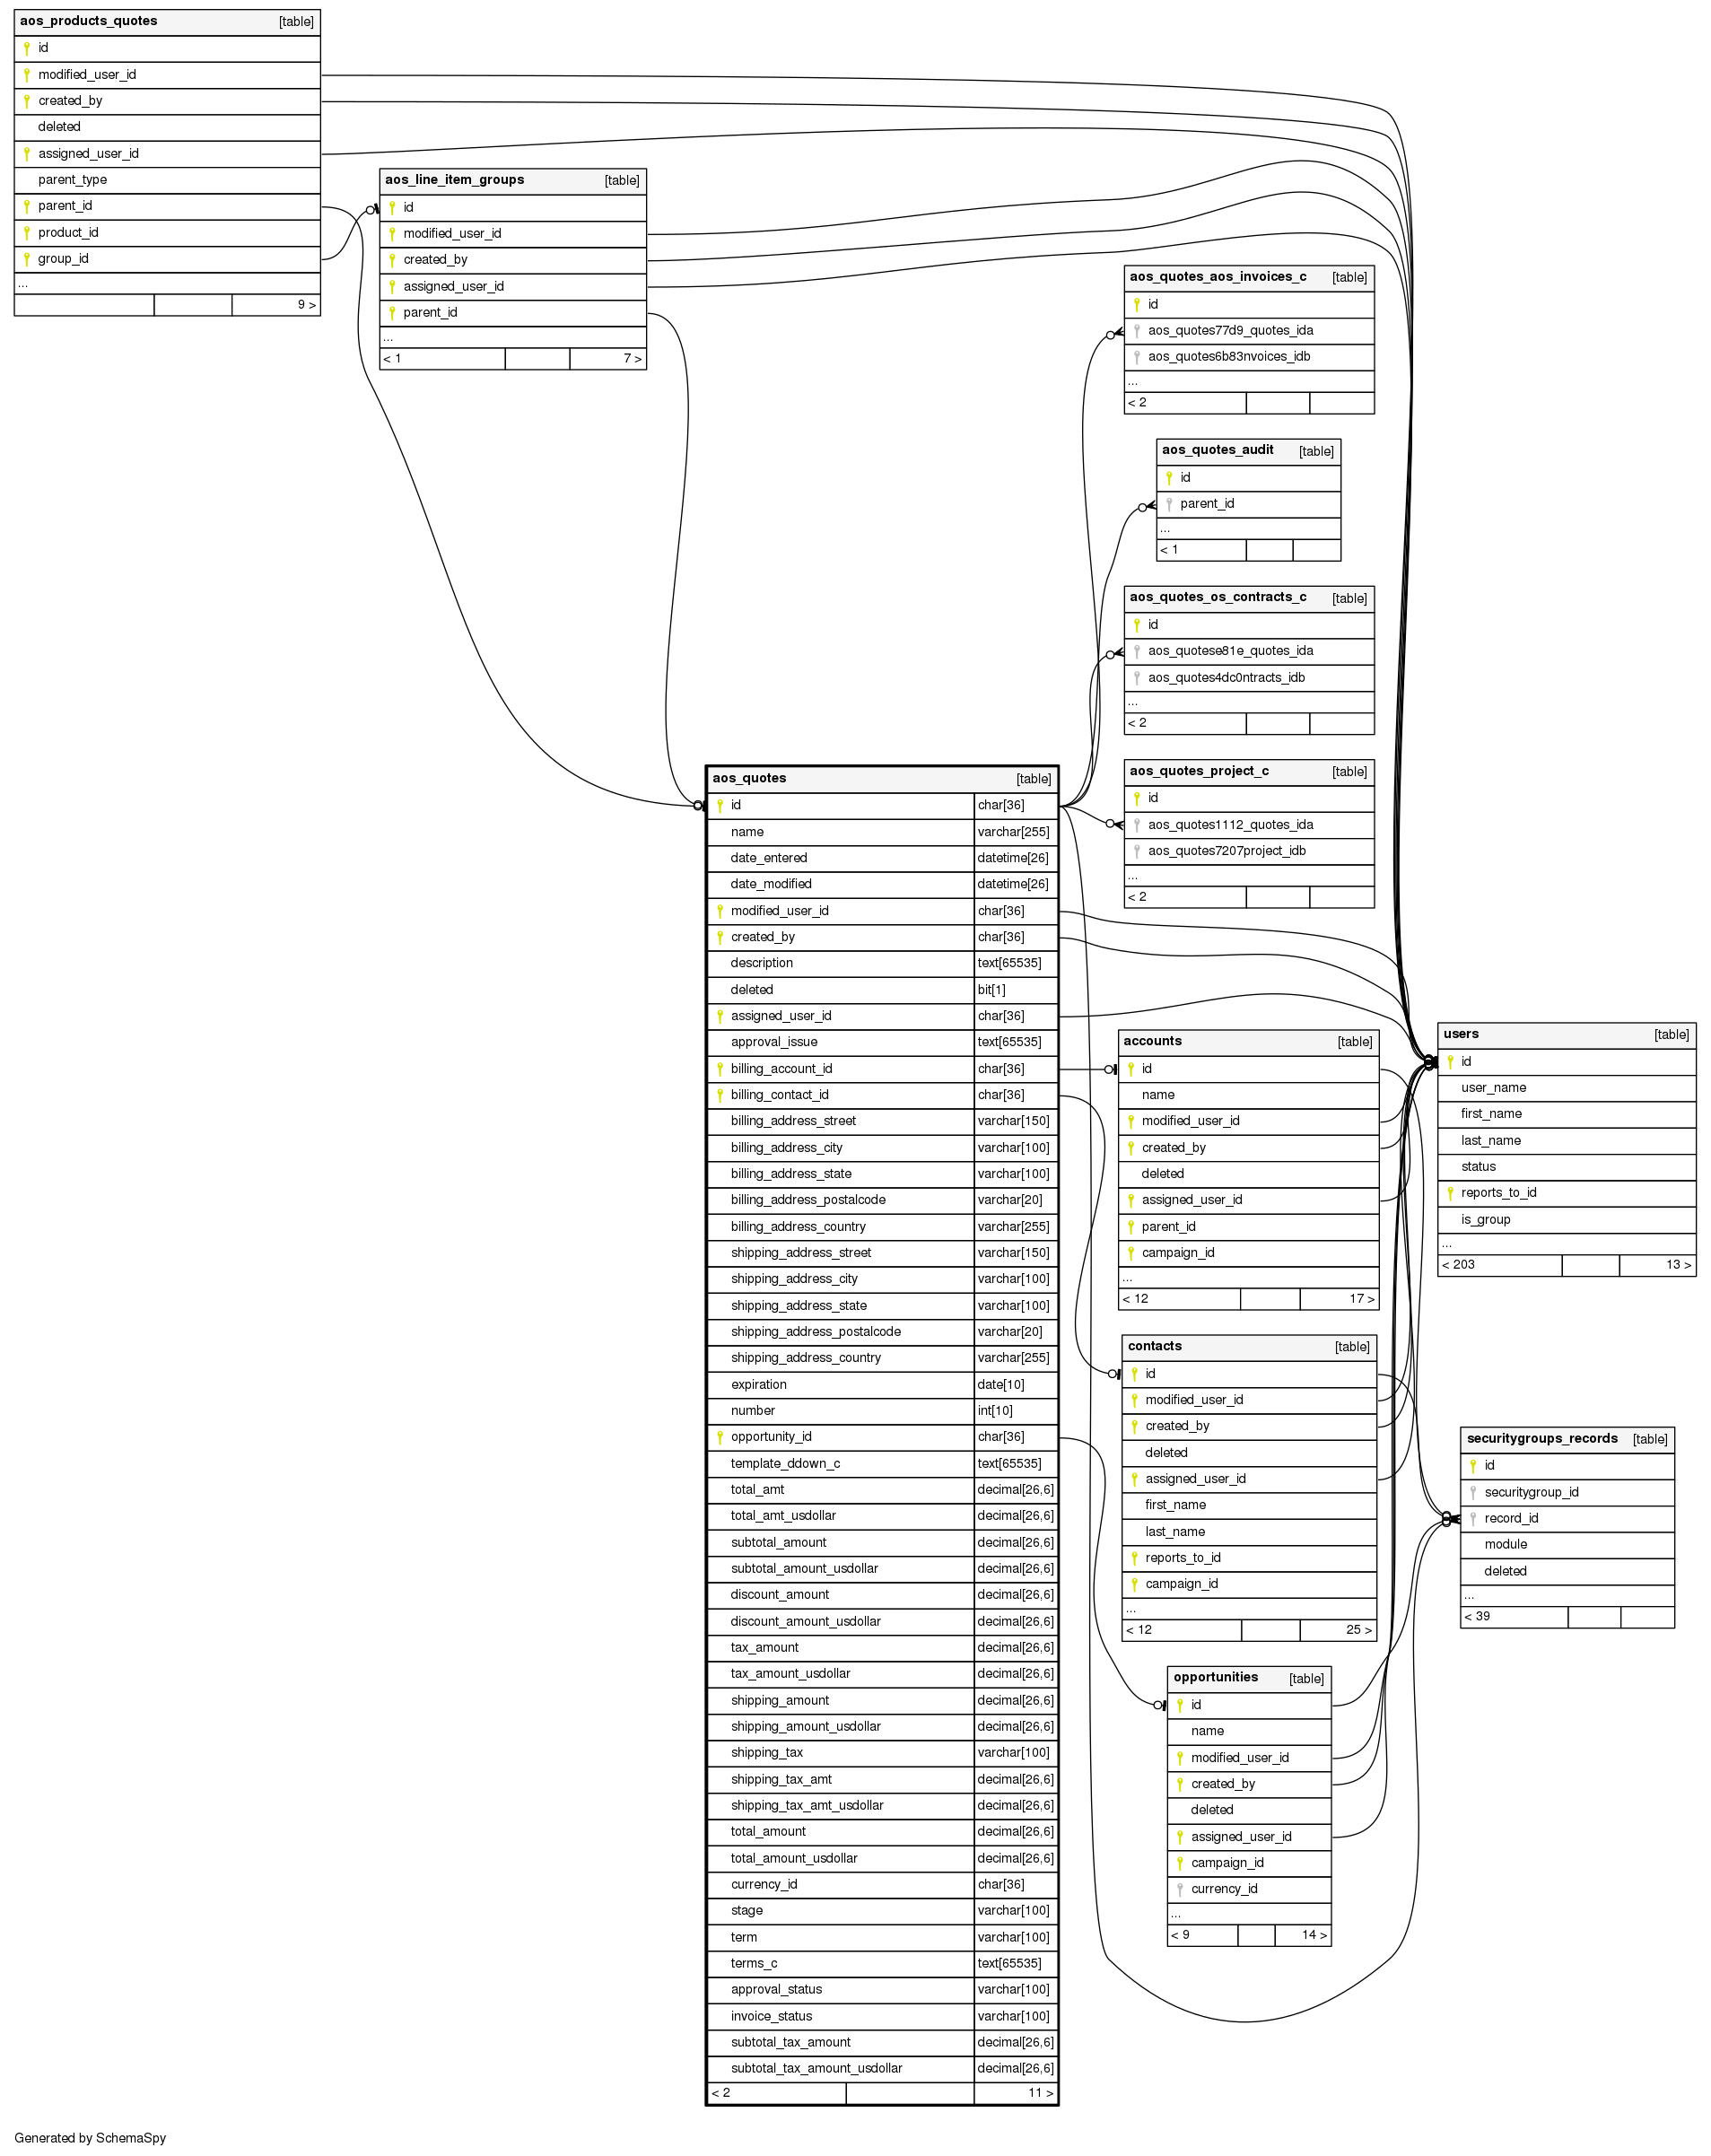 aos_products_quotes [table]
id
modified_user_id
created_by
deleted
assigned_user_id
parent_type
parent_id
product_id
group_id
...
9 >
aos_line_item_groups [table]
id
modified_user_id
created_by
assigned_user_id
parent_id
...
< 1 7 >
aos_quotes_aos_invoices_c [table]
id
aos_quotes77d9_quotes_ida
aos_quotes6b83nvoices_idb
...
< 2
aos_quotes_audit [table]
id
parent_id
...
< 1
aos_quotes_os_contracts_c [table]
id
aos_quotese81e_quotes_ida
aos_quotes4dc0ntracts_idb
...
< 2
aos_quotes_project_c [table]
id
aos_quotes1112_quotes_ida
aos_quotes7207project_idb
...
< 2
aos_quotes [table]
id char[36]
name varchar[255]
date_entered datetime[26]
date_modified datetime[26]
modified_user_id char[36]
created_by char[36]
description text[65535]
deleted bit[1]
assigned_user_id char[36]
approval_issue text[65535]
billing_account_id char[36]
billing_contact_id char[36]
billing_address_street varchar[150]
billing_address_city varchar[100]
billing_address_state varchar[100]
billing_address_postalcode varchar[20]
billing_address_country varchar[255]
shipping_address_street varchar[150]
shipping_address_city varchar[100]
shipping_address_state varchar[100]
shipping_address_postalcode varchar[20]
shipping_address_country varchar[255]
expiration date[10]
number int[10]
opportunity_id char[36]
template_ddown_c text[65535]
total_amt decimal[26,6]
total_amt_usdollar decimal[26,6]
subtotal_amount decimal[26,6]
subtotal_amount_usdollar decimal[26,6]
discount_amount decimal[26,6]
discount_amount_usdollar decimal[26,6]
tax_amount decimal[26,6]
tax_amount_usdollar decimal[26,6]
shipping_amount decimal[26,6]
shipping_amount_usdollar decimal[26,6]
shipping_tax varchar[100]
shipping_tax_amt decimal[26,6]
shipping_tax_amt_usdollar decimal[26,6]
total_amount decimal[26,6]
total_amount_usdollar decimal[26,6]
currency_id char[36]
stage varchar[100]
term varchar[100]
terms_c text[65535]
approval_status varchar[100]
invoice_status varchar[100]
subtotal_tax_amount decimal[26,6]
subtotal_tax_amount_usdollar decimal[26,6]
< 2 11 >
accounts [table]
id
name
modified_user_id
created_by
deleted
assigned_user_id
parent_id
campaign_id
...
< 12 17 >
contacts [table]
id
modified_user_id
created_by
deleted
assigned_user_id
first_name
last_name
reports_to_id
campaign_id
...
< 12 25 >
opportunities [table]
id
name
modified_user_id
created_by
deleted
assigned_user_id
campaign_id
currency_id
...
< 9 14 >
users [table]
id
user_name
first_name
last_name
status
reports_to_id
is_group
...
< 203 13 >
securitygroups_records [table]
id
securitygroup_id
record_id
module
deleted
...
< 39
Generated by SchemaSpy